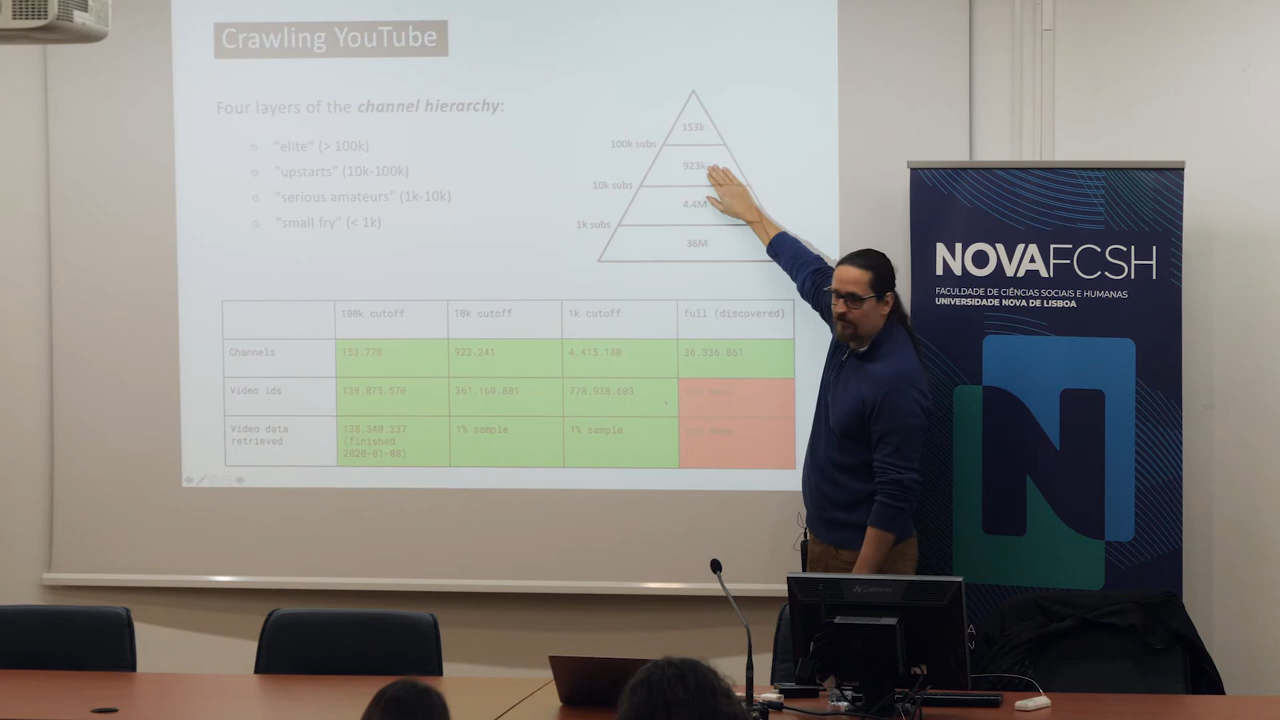 Crawling YouTube
Four layers of the channel hierarchy:
"elite" (> 100k)
"upstarts" (10k-100k)
"serious amateurs" (1k-10k)
"small fry" (< 1k)
153k
100k subs
923k
10k subs
4.4M
1k subs
36M
100k cutoff 10k cutoff 1k cutoff full (discovered)
Channels 153.770 923.241 4.415.180 36.336.861
Video ids 138.875.570 361.160.881 778.938.603
Video data retrieved 138.340.337 (finished 2020-01-08) 1% sample 1% sample
NOVAFCSH
FACULDADE DE CIÊNCIAS SOCIAIS E HUMANAS
UNIVERSIDADE NOVA DE LISBOA
N
Gateway